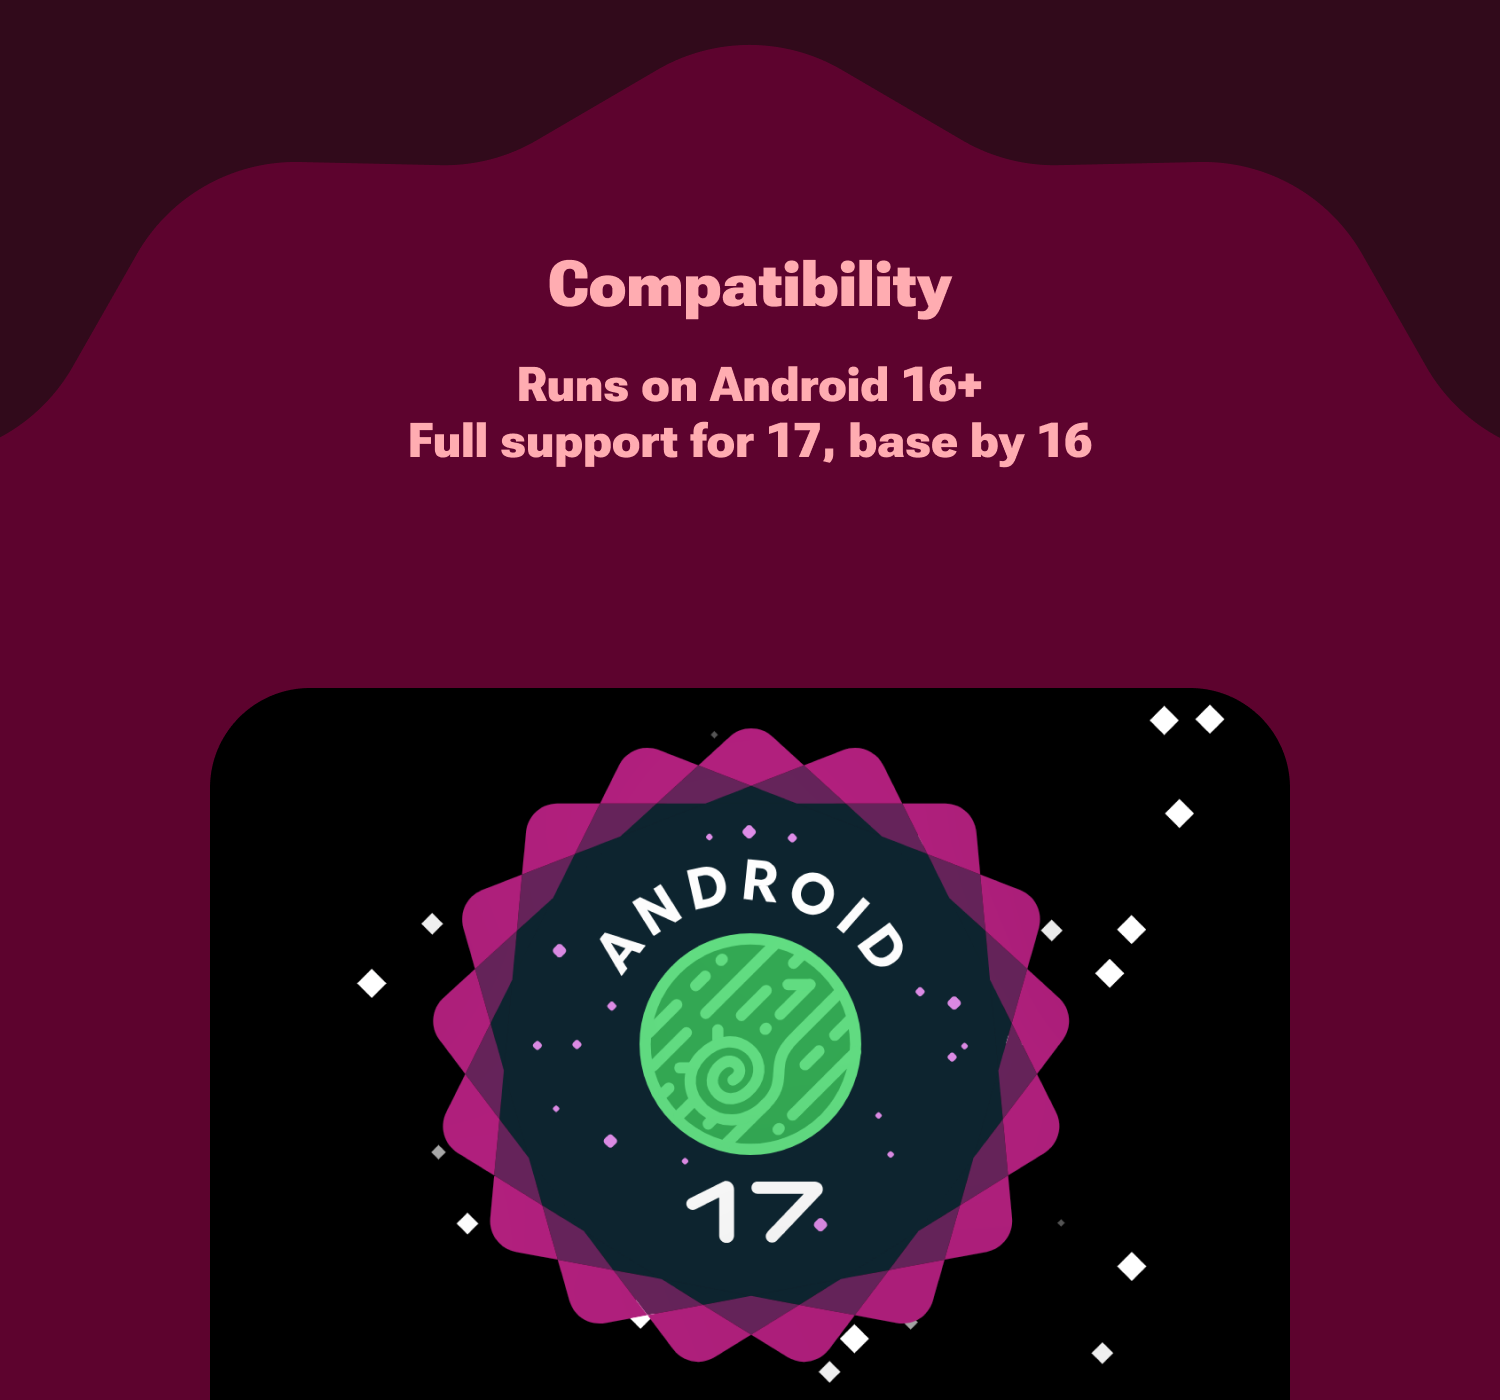 Compatibility
Runs on Android 16+
Full support for 17, base by 16
ANDROID
17